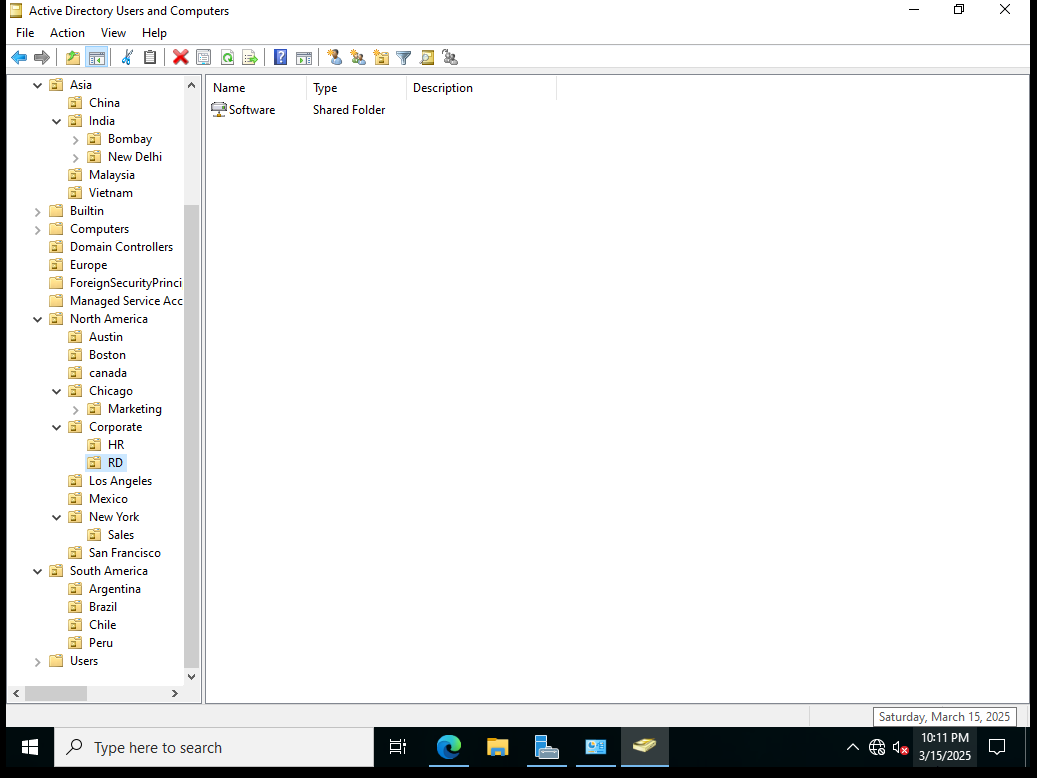 Active Directory Users and Computers
File Action View Help
Asia
China
India
Bombay
New Delhi
Malaysia
Vietnam
Builtin
Computers
Domain Controllers
Europe
ForeignSecurityPrinci
Managed Service Acc
North America
Austin
Boston
canada
Chicago
Marketing
Corporate
HR
RD
Los Angeles
Mexico
New York
Sales
San Francisco
South America
Argentina
Brazil
Chile
Peru
Users
Name Type Description
Software Shared Folder
Saturday, March 15, 2025
Type here to search
10:11 PM
3/15/2025